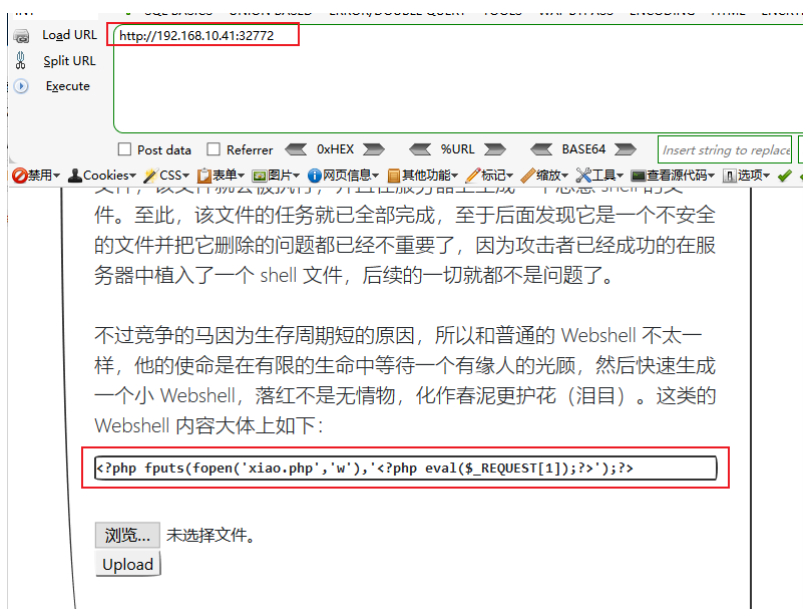 Load URL
http://192.168.10.41:32772
Split URL
Execute
Post data Referrer 0xHEX %URL BASE64 Insert string to replace
禁用 Cookies CSS 表单 图片 网页信息 其他功能 标记 缩放 工具 查看源代码 选项
件。至此，该文件的任务就已全部完成，至于后面发现它是一个不安全
的文件并把它删除的问题都已经不重要了，因为攻击者已经成功的在服
务器中植入了一个 shell 文件，后续的一切就都不是问题了。
不过竞争的马因为生存周期短的原因，所以和普通的 Webshell 不太一
样，他的使命是在有限的生命中等待一个有缘人的光顾，然后快速生成
一个小 Webshell，落红不是无情物，化作春泥更护花（泪目）。这类的
Webshell 内容大体上如下：
<?php fputs(fopen('xiao.php','w'),'<?php eval($_REQUEST[1]);?>');?>
浏览... 未选择文件。
Upload